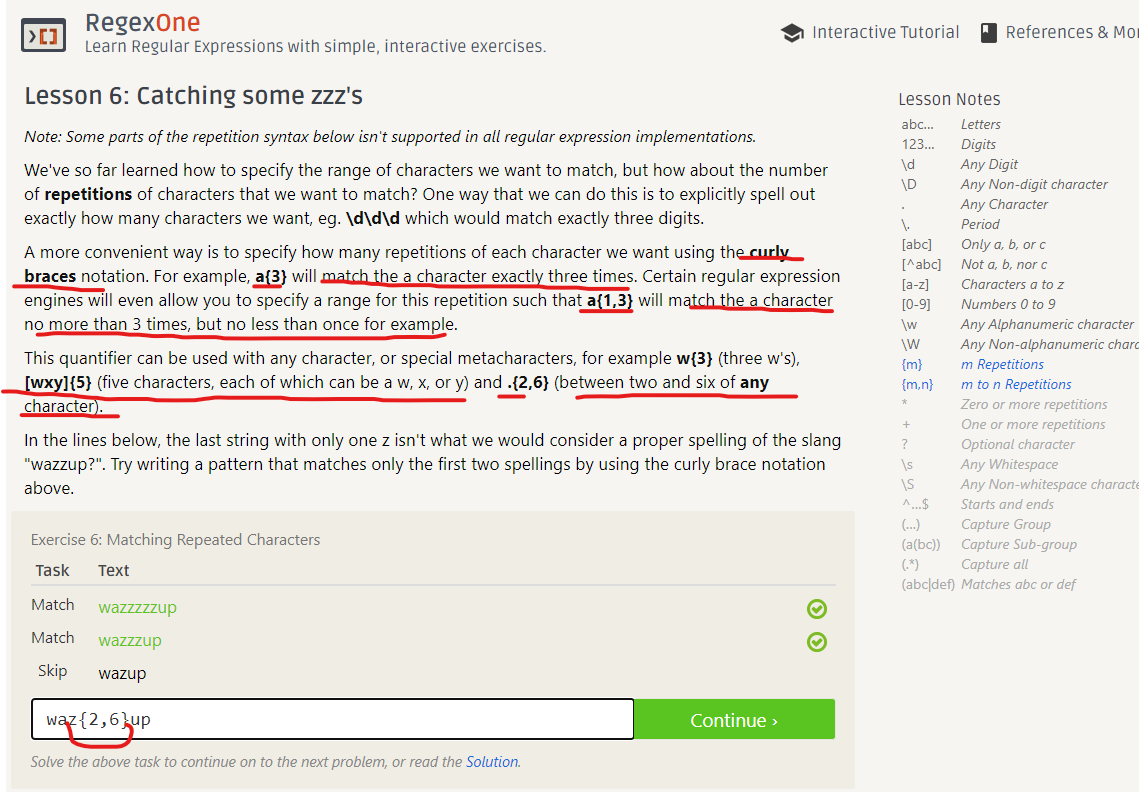 RegexOne
Learn Regular Expressions with simple, interactive exercises.
Interactive Tutorial
References & Mor
Lesson 6: Catching some zzz's
Note: Some parts of the repetition syntax below isn't supported in all regular expression implementations.
We've so far learned how to specify the range of characters we want to match, but how about the number
of repetitions of characters that we want to match? One way that we can do this is to explicitly spell out
exactly how many characters we want, eg. \d\d\d which would match exactly three digits.
A more convenient way is to specify how many repetitions of each character we want using the curly
braces notation. For example, a{3} will match the a character exactly three times. Certain regular expression
engines will even allow you to specify a range for this repetition such that a{1,3} will match the a character
no more than 3 times, but no less than once for example.
This quantifier can be used with any character, or special metacharacters, for example w{3} (three w's),
[wxy]{5} (five characters, each of which can be a w, x, or y) and .{2,6} (between two and six of any
character).
In the lines below, the last string with only one z isn't what we would consider a proper spelling of the slang
"wazzup?". Try writing a pattern that matches only the first two spellings by using the curly brace notation
above.
Exercise 6: Matching Repeated Characters
Task Text
Match wazzzzzup
Match wazzzup
Skip wazup
waz{2,6}up
Continue ›
Solve the above task to continue on to the next problem, or read the Solution.
Lesson Notes
abc... Letters
123... Digits
\d Any Digit
\D Any Non-digit character
. Any Character
\. Period
[abc] Only a, b, or c
[^abc] Not a, b, nor c
[a-z] Characters a to z
[0-9] Numbers 0 to 9
\w Any Alphanumeric character
\W Any Non-alphanumeric charac
{m} m Repetitions
{m,n} m to n Repetitions
* Zero or more repetitions
+ One or more repetitions
? Optional character
\s Any Whitespace
\S Any Non-whitespace characte
^...$ Starts and ends
(...) Capture Group
(a(bc)) Capture Sub-group
(.*) Capture all
(abc|def) Matches abc or def